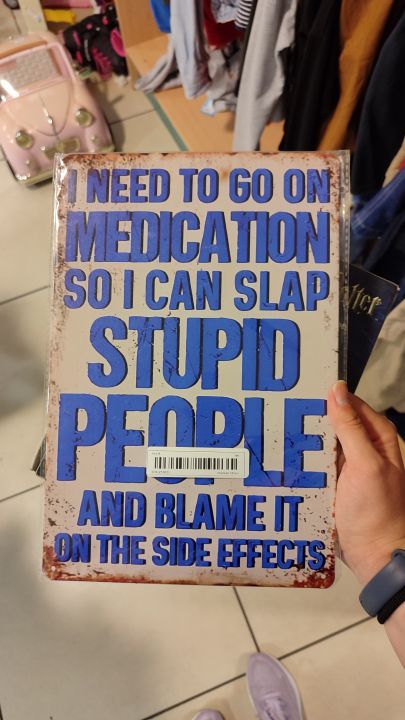 I NEED TO GO ON
MEDICATION
SO I CAN SLAP
STUPID
PEOPLE
AND BLAME IT
ON THE SIDE EFFECTS